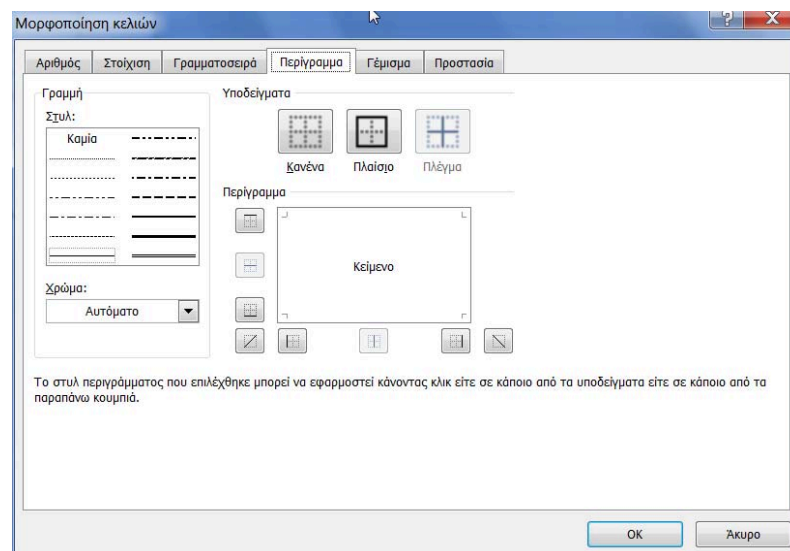 Μορφοποίηση κελιών
Αριθμός Στοίχιση Γραμματοσειρά Περίγραμμα Γέμισμα Προστασία
Γραμμή
Στυλ:
Καμία
Χρώμα:
Αυτόματο
Υποδείγματα
Κανένα Πλαίσιο Πλέγμα
Περίγραμμα
Κείμενο
Το στυλ περιγράμματος που επιλέχθηκε μπορεί να εφαρμοστεί κάνοντας κλικ είτε σε κάποιο από τα υποδείγματα είτε σε κάποιο από τα
παραπάνω κουμπιά.
OK Άκυρο